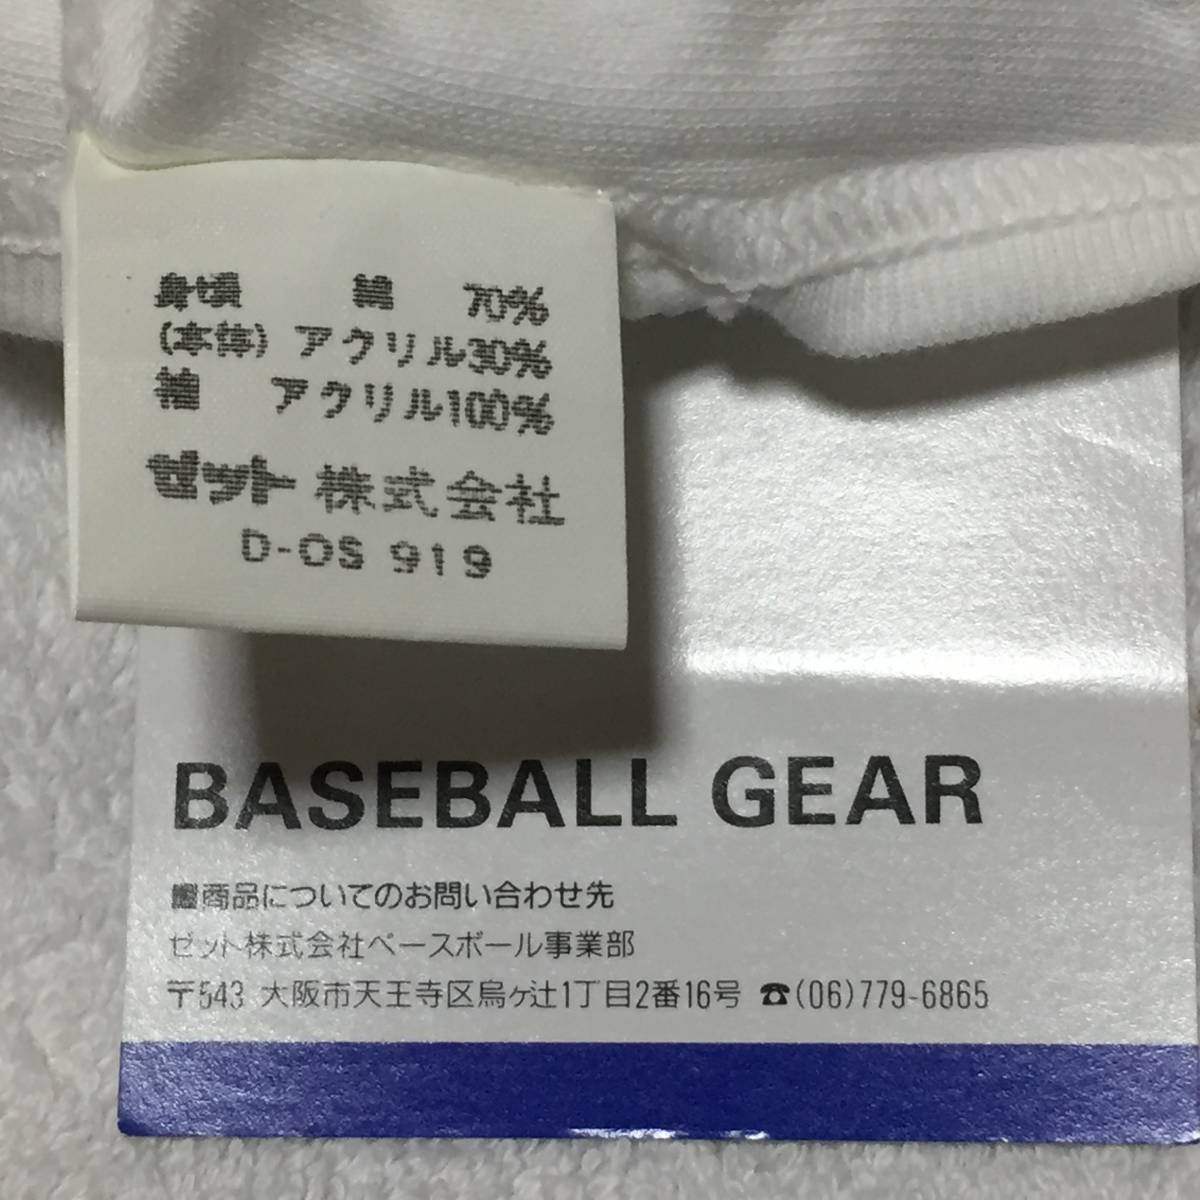 身頃 綿 70%
(本体) アクリル30%
袖 アクリル100%
ゼット 株式会社
D-OS 919
BASEBALL GEAR
商品についてのお問い合わせ先
ゼット株式会社ベースボール事業部
〒543 大阪市天王寺区烏ヶ辻1丁目2番16号 ☎(06)779-6865